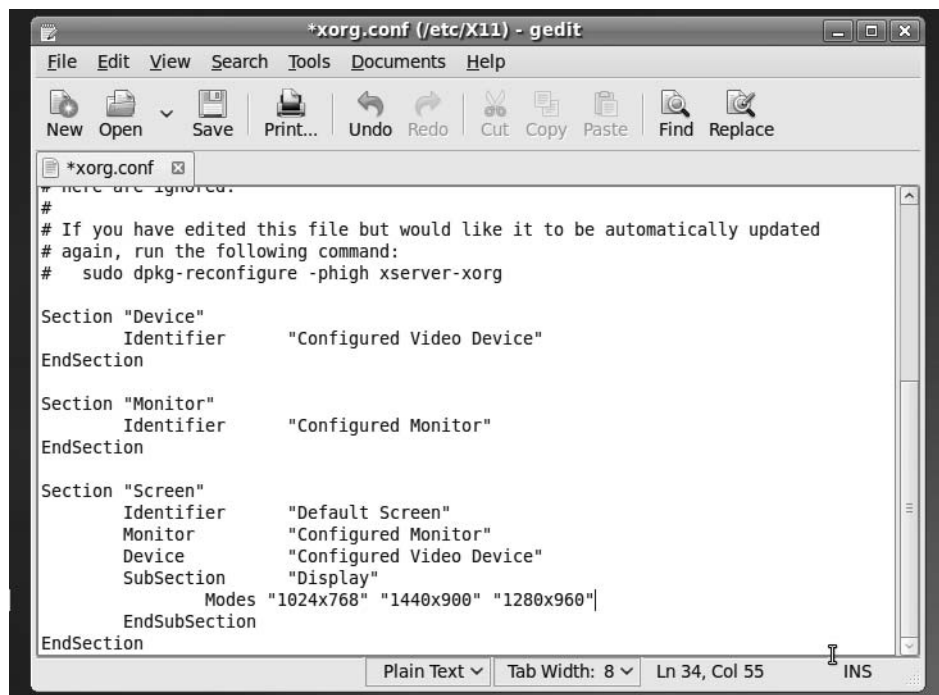 *xorg.conf (/etc/X11) - gedit
File Edit View Search Tools Documents Help
New Open Save Print... Undo Redo Cut Copy Paste Find Replace
*xorg.conf
# here are ignored.
#
# If you have edited this file but would like it to be automatically updated
# again, run the following command:
#   sudo dpkg-reconfigure -phigh xserver-xorg

Section "Device"
        Identifier      "Configured Video Device"
EndSection

Section "Monitor"
        Identifier      "Configured Monitor"
EndSection

Section "Screen"
        Identifier      "Default Screen"
        Monitor         "Configured Monitor"
        Device          "Configured Video Device"
        SubSection      "Display"
                Modes "1024x768" "1440x900" "1280x960"
        EndSubSection
EndSection
Plain Text Tab Width: 8 Ln 34, Col 55 INS